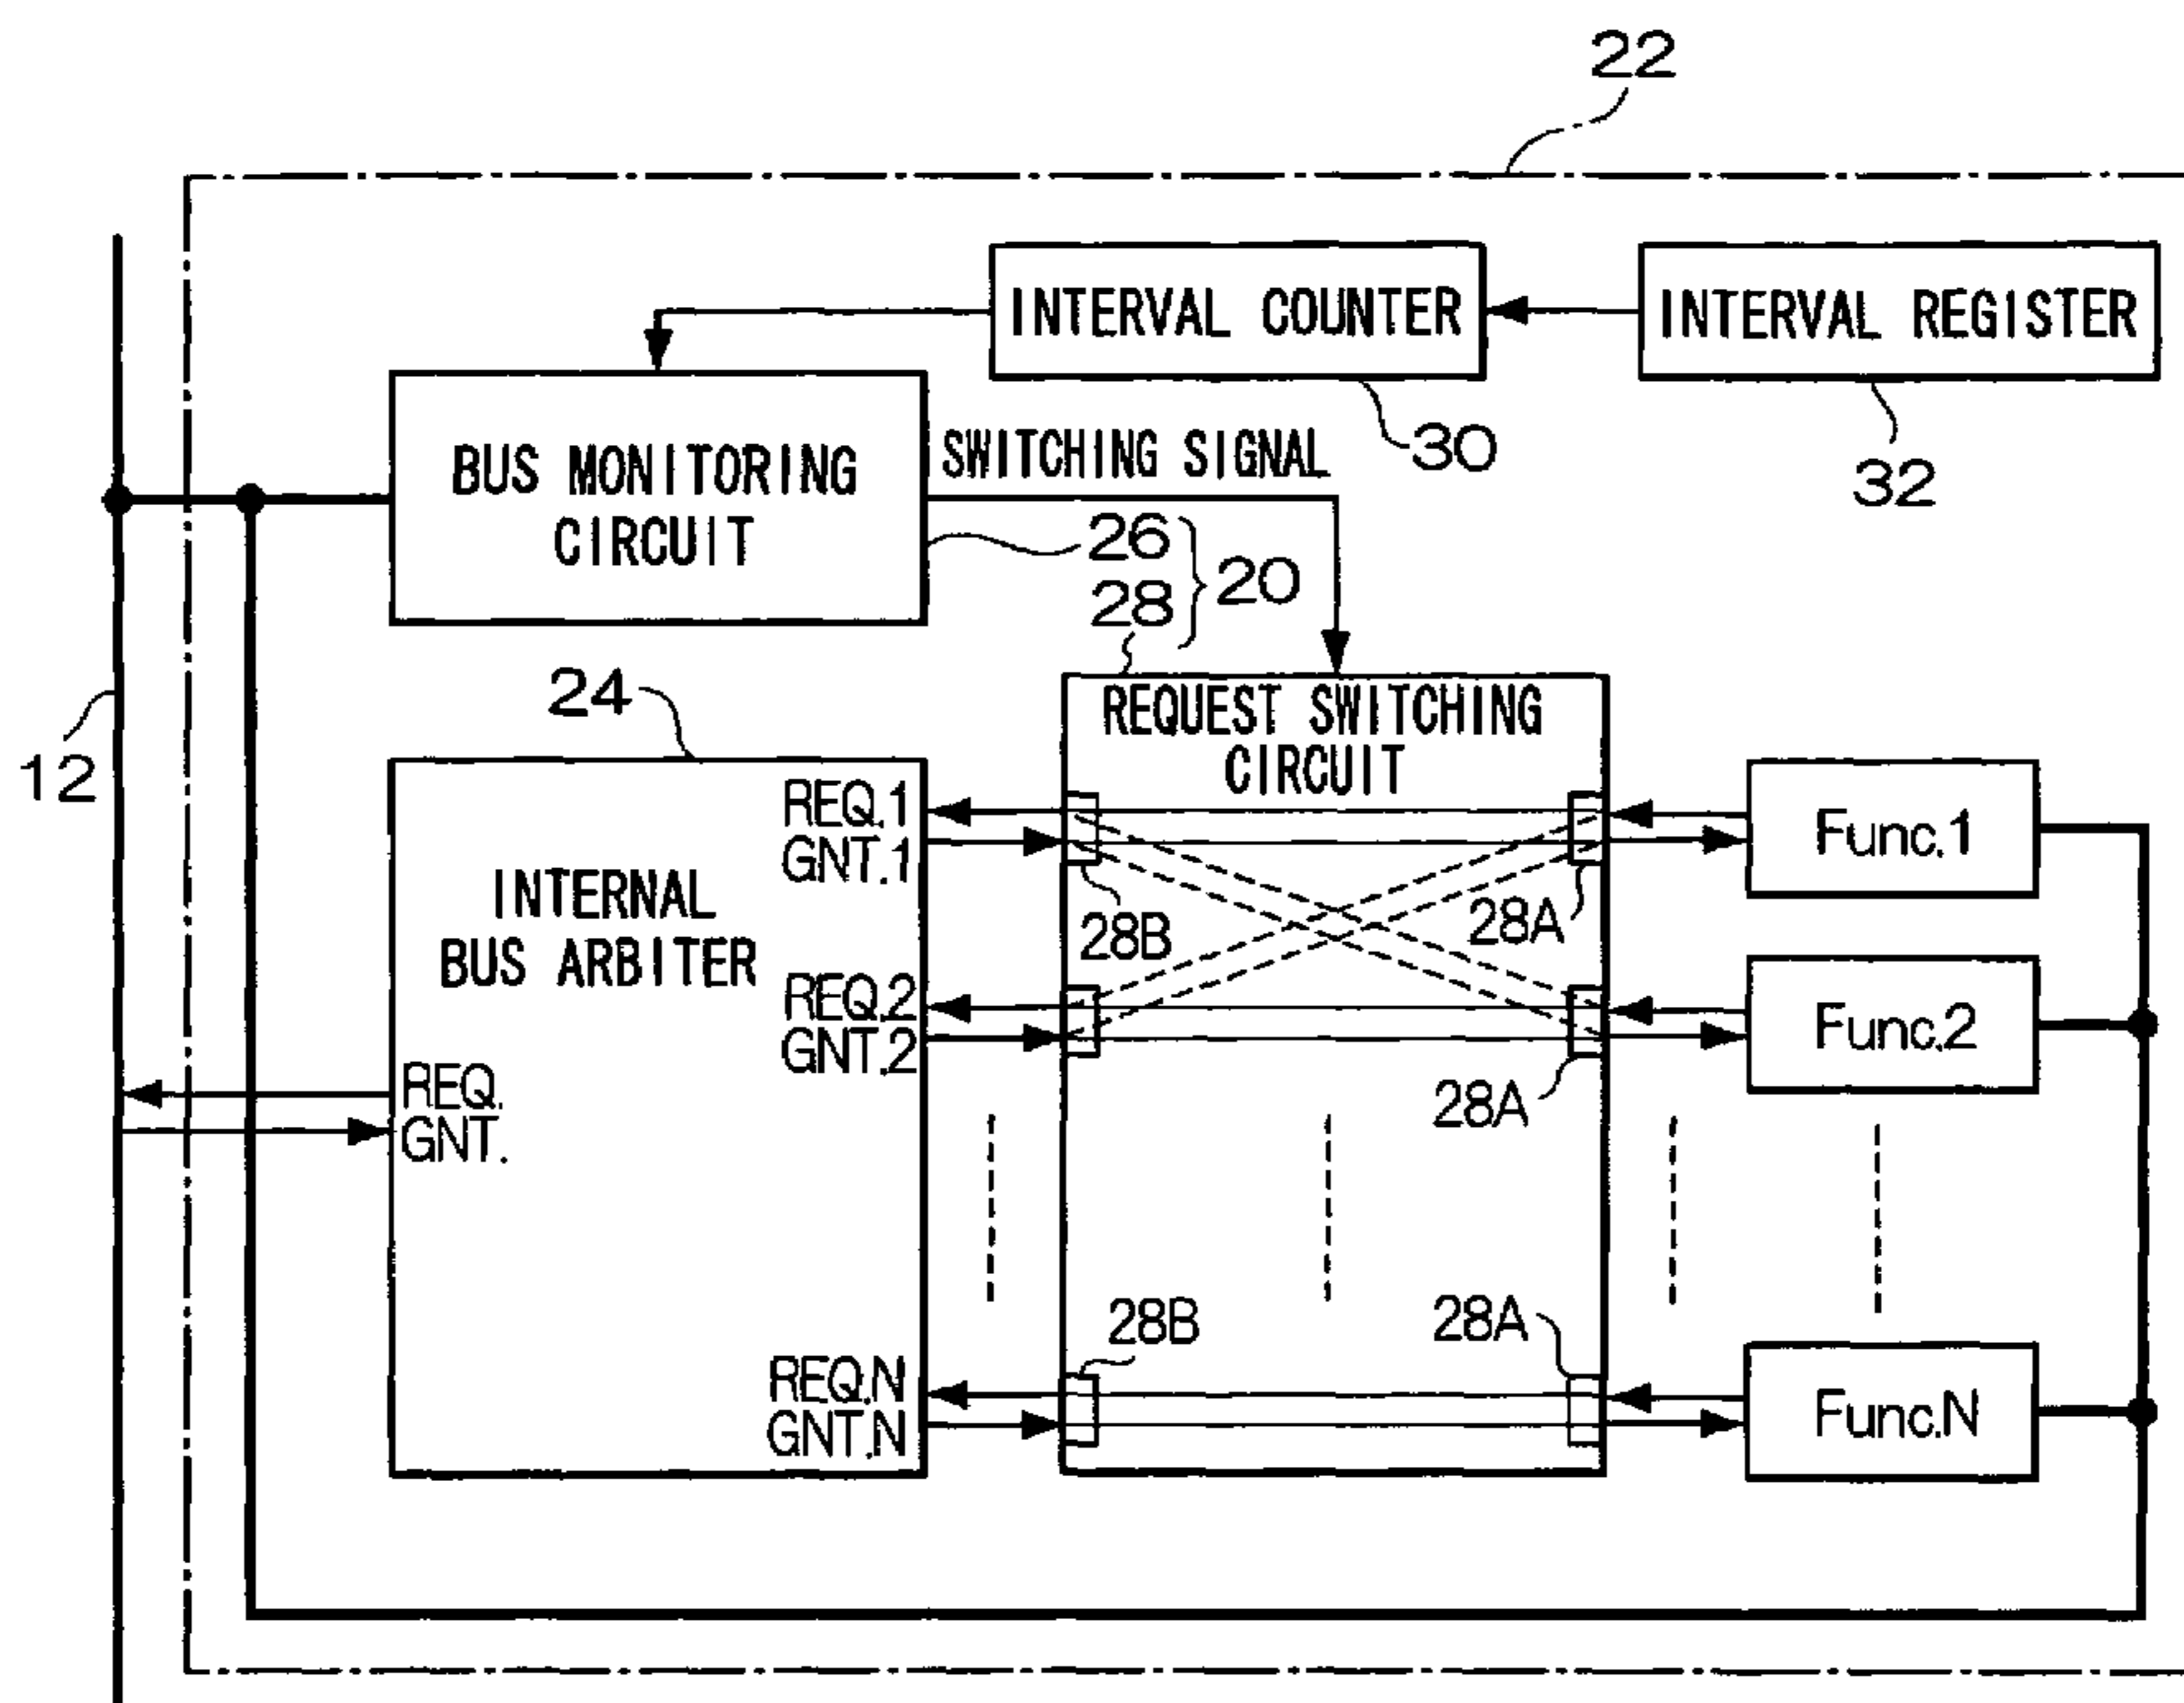 22
INTERVAL COUNTER
INTERVAL REGISTER
30
32
BUS MONITORING
CIRCUIT
SWITCHING SIGNAL
26
28
20
24
12
REQUEST SWITCHING
CIRCUIT
INTERNAL
BUS ARBITER
REQ.1
GNT.1
28B
28A
Func.1
REQ.2
GNT.2
28A
Func.2
REQ.
GNT.
28B
28A
REQ.N
GNT.N
Func.N